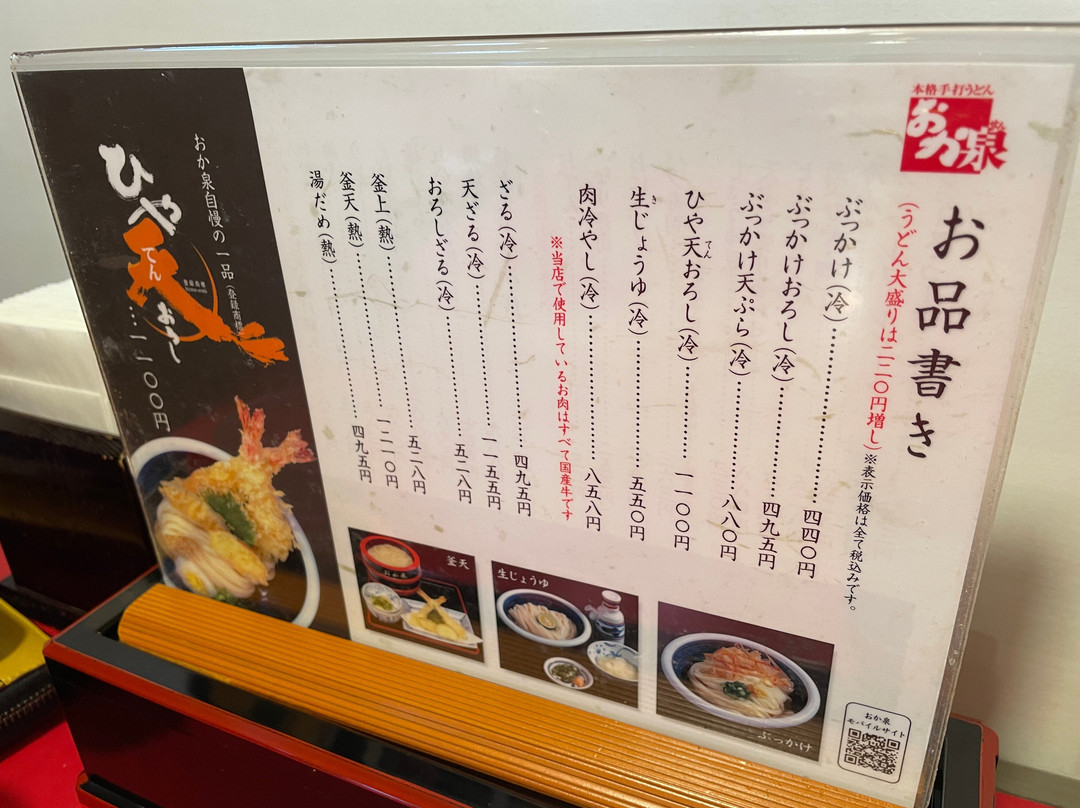 本格手打うどん
おか泉
お品書き
(うどん大盛りは二二〇円増し)
※表示価格は全て税込みです。
ぶっかけ(冷)……四四〇円
ぶっかけおろし(冷)……四九五円
ぶっかけ天ぷら(冷)……八八〇円
ひや天おろし(冷)……一一〇〇円
生じょうゆ(冷)……五五〇円
肉冷やし(冷)……八五八円
※当店で使用しているお肉はすべて国産牛です
ざる(冷)……四九五円
天ざる(冷)……一一五五円
おろしざる(冷)……五二八円
釜上(熱)……五二八円
釜天(熱)……一二一〇円
湯だめ(熱)……四九五円
おか泉自慢の一品(登録商標)
ひや天おろし
てん
…一一〇〇円
釜天
生じょうゆ
ぶっかけ
おか泉
モバイルサイト